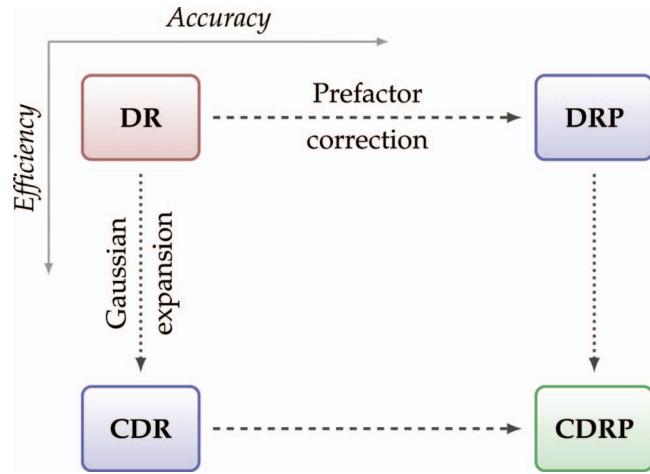 Accuracy
Efficiency
DR
Prefactor
correction
DRP
Gaussian
expansion
CDR
CDRP